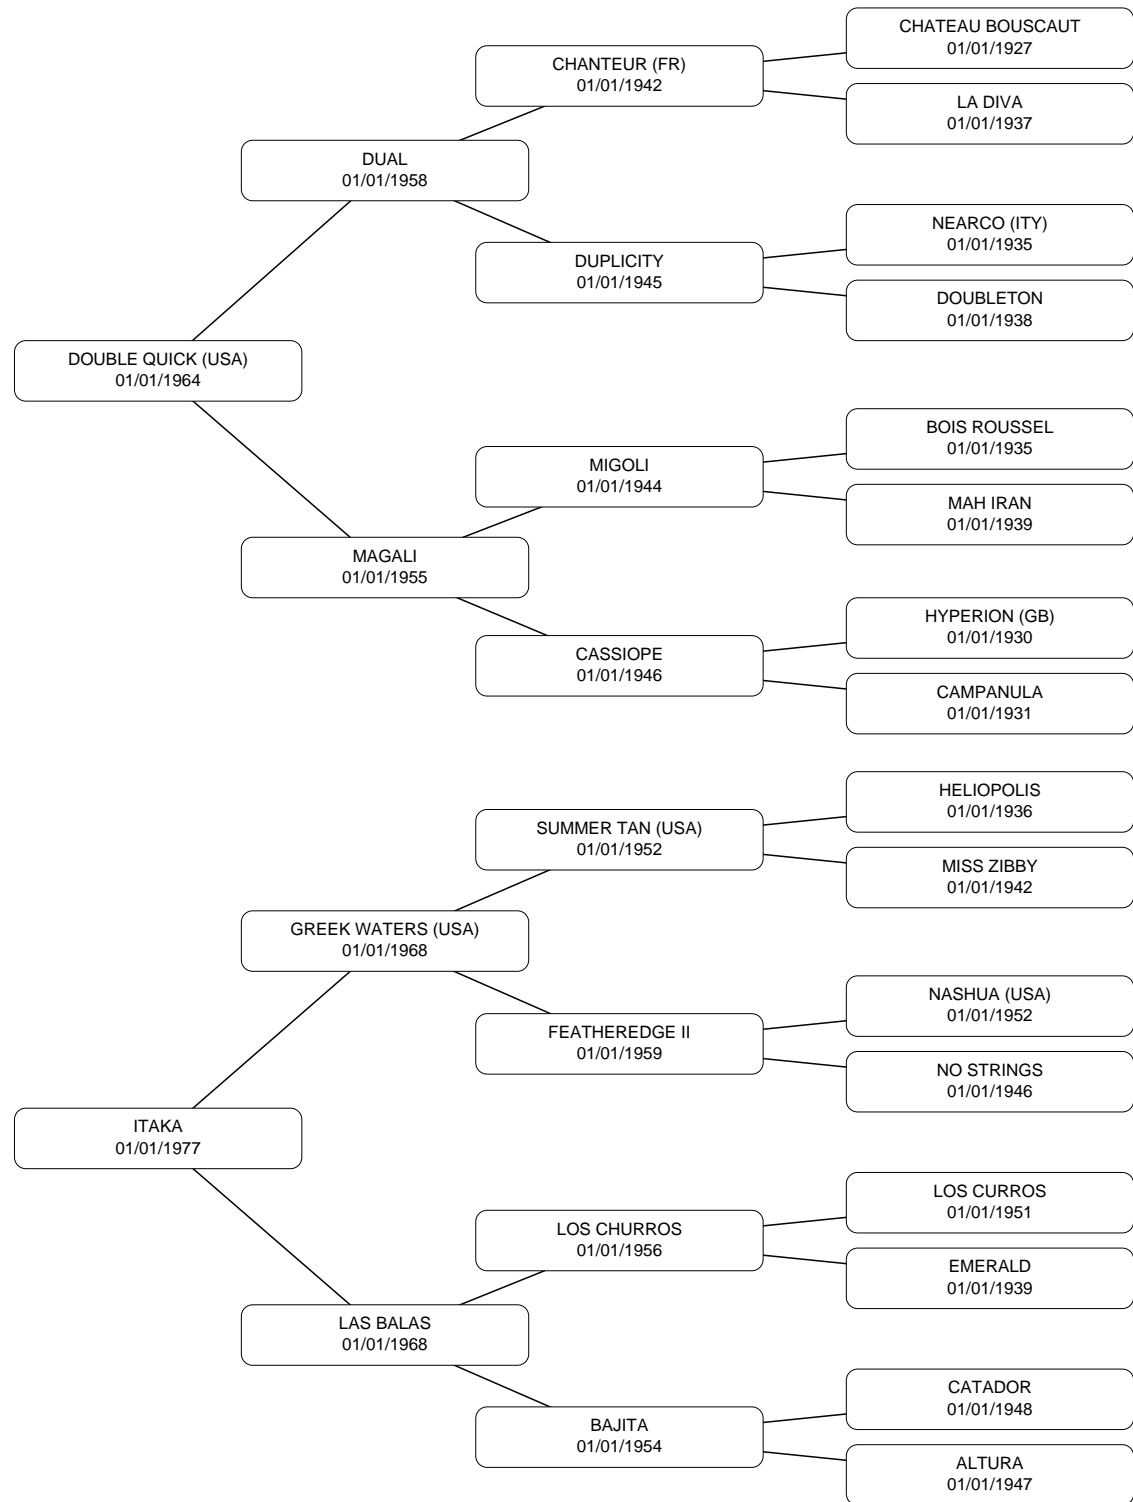 CHATEAU BOUSCAUT
01/01/1927
CHANTEUR (FR)
01/01/1942
LA DIVA
01/01/1937
DUAL
01/01/1958
NEARCO (ITY)
01/01/1935
DUPLICITY
01/01/1945
DOUBLETON
01/01/1938
DOUBLE QUICK (USA)
01/01/1964
BOIS ROUSSEL
01/01/1935
MIGOLI
01/01/1944
MAH IRAN
01/01/1939
MAGALI
01/01/1955
HYPERION (GB)
01/01/1930
CASSIOPE
01/01/1946
CAMPANULA
01/01/1931
HELIOPOLIS
01/01/1936
SUMMER TAN (USA)
01/01/1952
MISS ZIBBY
01/01/1942
GREEK WATERS (USA)
01/01/1968
NASHUA (USA)
01/01/1952
FEATHEREDGE II
01/01/1959
NO STRINGS
01/01/1946
ITAKA
01/01/1977
LOS CURROS
01/01/1951
LOS CHURROS
01/01/1956
EMERALD
01/01/1939
LAS BALAS
01/01/1968
CATADOR
01/01/1948
BAJITA
01/01/1954
ALTURA
01/01/1947